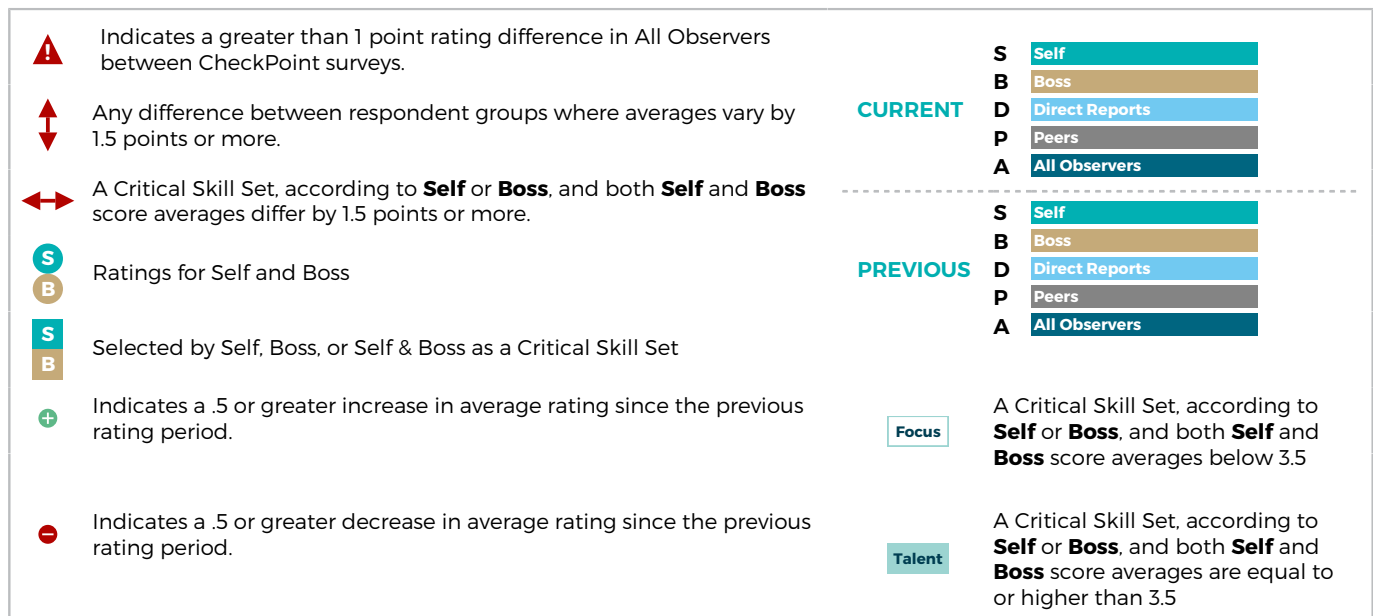 Indicates a greater than 1 point rating difference in All Observers
between CheckPoint surveys.
Any difference between respondent groups where averages vary by
1.5 points or more.
A Critical Skill Set, according to Self or Boss, and both Self and Boss
score averages differ by 1.5 points or more.
S
B
Ratings for Self and Boss
S
B
Selected by Self, Boss, or Self & Boss as a Critical Skill Set
Indicates a .5 or greater increase in average rating since the previous
rating period.
Indicates a .5 or greater decrease in average rating since the previous
rating period.
CURRENT
S Self
B Boss
D Direct Reports
P Peers
A All Observers
PREVIOUS
S Self
B Boss
D Direct Reports
P Peers
A All Observers
Focus
A Critical Skill Set, according to
Self or Boss, and both Self and
Boss score averages below 3.5
Talent
A Critical Skill Set, according to
Self or Boss, and both Self and
Boss score averages are equal to
or higher than 3.5